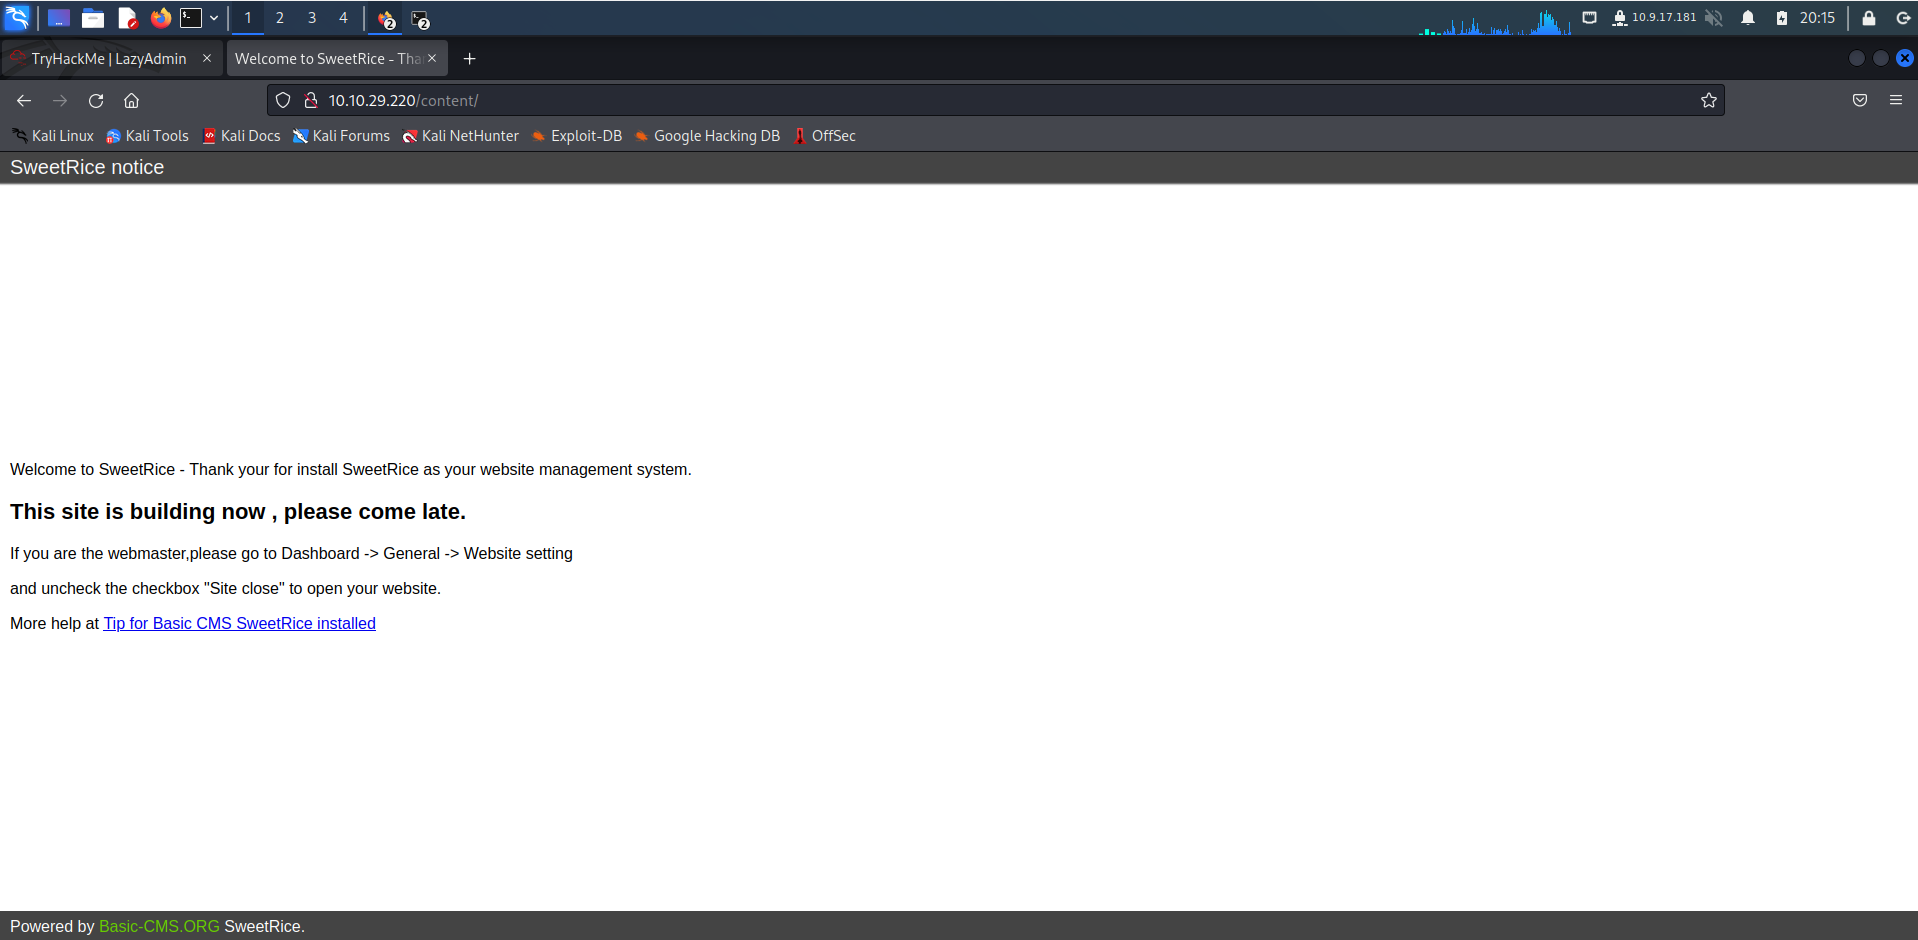 1 2 3 4 2 2 10.9.17.181 20:15
TryHackMe | LazyAdmin Welcome to SweetRice - Tha
10.10.29.220/content/
Kali Linux Kali Tools Kali Docs Kali Forums Kali NetHunter Exploit-DB Google Hacking DB OffSec
SweetRice notice
Welcome to SweetRice - Thank your for install SweetRice as your website management system.
This site is building now , please come late.
If you are the webmaster,please go to Dashboard -> General -> Website setting
and uncheck the checkbox "Site close" to open your website.
More help at Tip for Basic CMS SweetRice installed
Powered by Basic-CMS.ORG SweetRice.